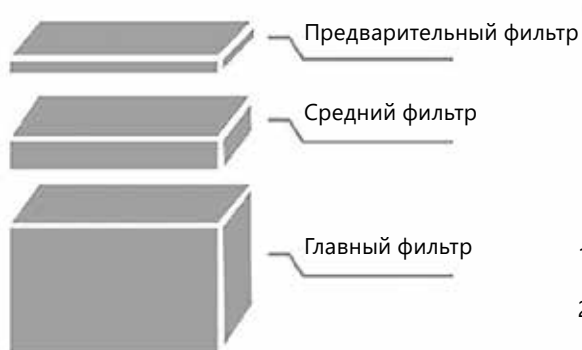 Предварительный фильтр
Средний фильтр
Главный фильтр